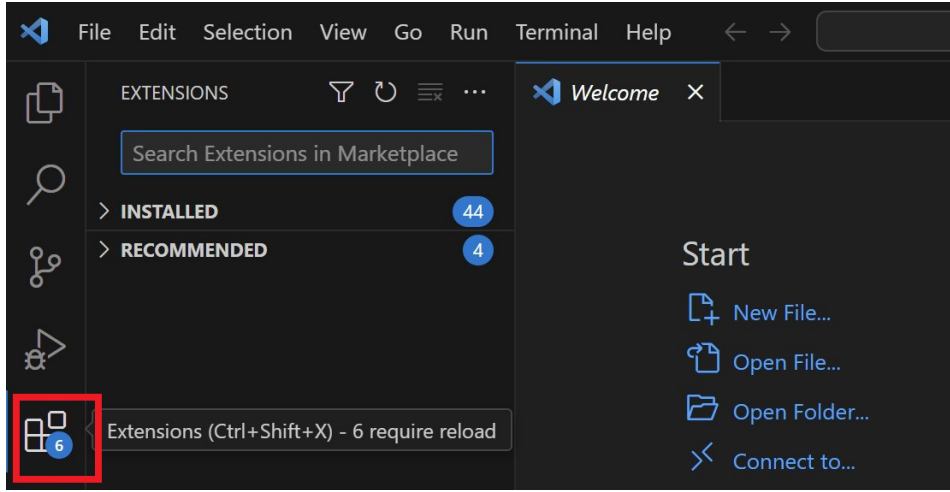 File Edit Selection View Go Run Terminal Help
EXTENSIONS
Welcome
Search Extensions in Marketplace
INSTALLED 44
RECOMMENDED 4
Start
New File...
Open File...
Open Folder...
Connect to...
6
Extensions (Ctrl+Shift+X) - 6 require reload